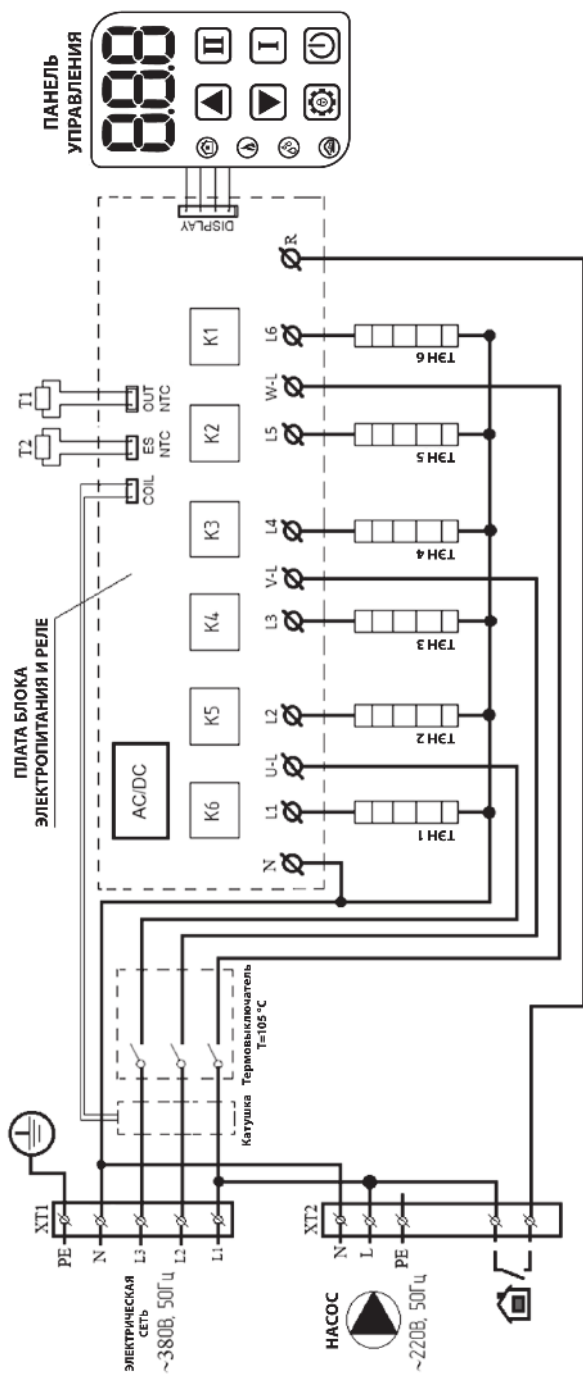 ПАНЕЛЬ
УПРАВЛЕНИЯ
888
II
I
DISPLAY
ПЛАТА БЛОКА
ЭЛЕКТРОПИТАНИЯ И РЕЛЕ
T2
T1
COIL
ES
NTC
OUT
NTC
AC/DC
K6
K5
K4
K3
K2
K1
N
L1
U-L
L2
L3
V-L
L4
L5
W-L
L6
R
ТЭН 1
ТЭН 2
ТЭН 3
ТЭН 4
ТЭН 5
ТЭН 6
Катушка
Термовыключатель
T=105 °C
XT1
PE
N
L3
L2
L1
ЭЛЕКТРИЧЕСКАЯ
СЕТЬ
~380В, 50Гц
XT2
N
L
PE
НАСОС
~220В, 50Гц